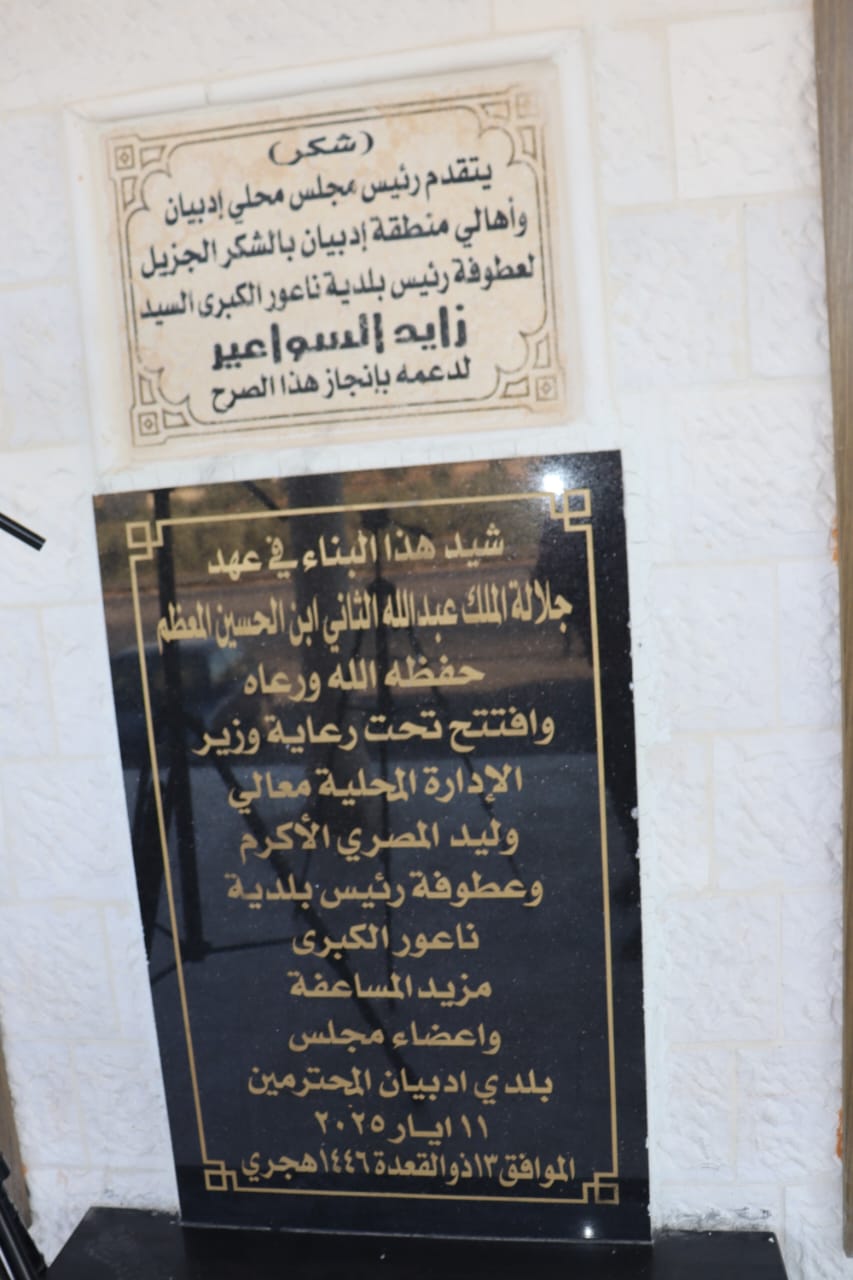 (شكر)
يتقدم رئيس مجلس محلي إدبيان
وأهالي منطقة إدبيان بالشكر الجزيل
لعطوفة رئيس بلدية ناعور الكبرى السيد
زايد السواعير
لدعمه بإنجاز هذا الصرح
شيد هذا البناء في عهد
جلالة الملك عبدالله الثاني ابن الحسين المعظم
حفظه الله ورعاه
وافتتح تحت رعاية وزير
الإدارة المحلية معالي
وليد المصري الأكرم
وعطوفة رئيس بلدية
ناعور الكبرى
مزيد المساعفة
واعضاء مجلس
بلدي ادبيان المحترمين
١١ ايار ٢٠٢٥
الموافق ١٣ ذو القعدة ١٤٤٦ هجري